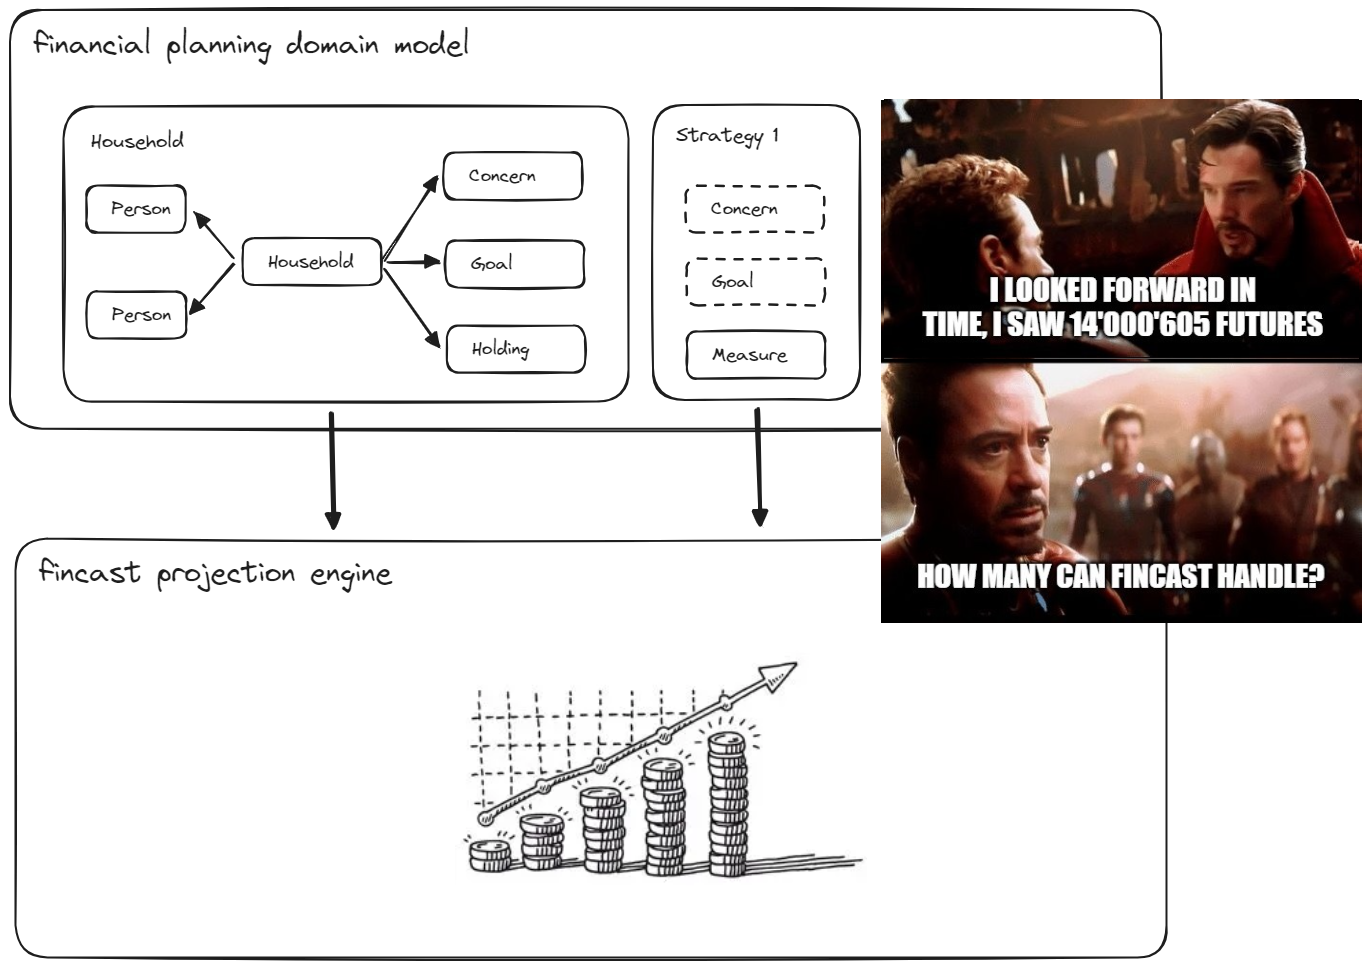 financial planning domain model
Household
Strategy 1
Person
Household
Person
Concern
Goal
Holding
Concern
Goal
Measure
I LOOKED FORWARD IN
TIME, I SAW 14'000'605 FUTURES
HOW MANY CAN FINCAST HANDLE?
fincast projection engine